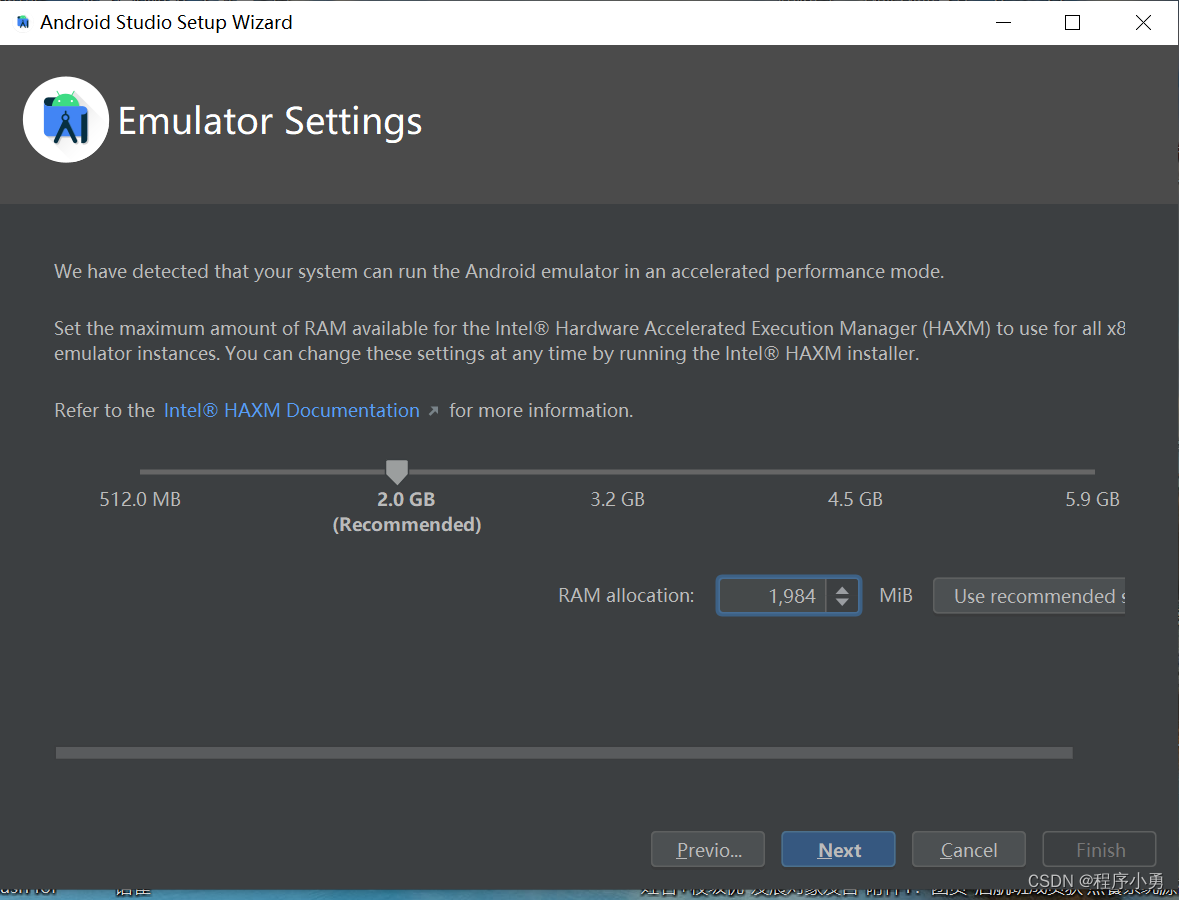 Android Studio Setup Wizard
Emulator Settings
We have detected that your system can run the Android emulator in an accelerated performance mode.
Set the maximum amount of RAM available for the Intel® Hardware Accelerated Execution Manager (HAXM) to use for all x8
emulator instances. You can change these settings at any time by running the Intel® HAXM installer.
Refer to the Intel® HAXM Documentation ↗ for more information.
512.0 MB 2.0 GB 3.2 GB 4.5 GB 5.9 GB
(Recommended)
RAM allocation: 1,984 MiB Use recommended s
Previo... Next Cancel Finish
CSDN @程序小勇